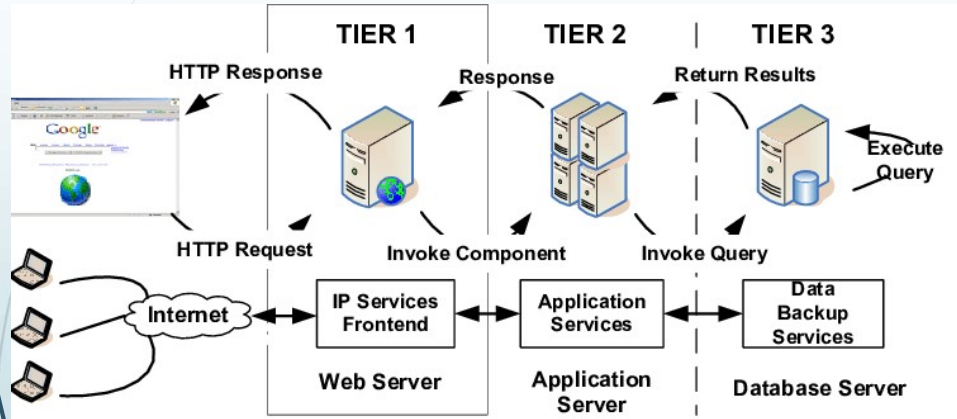 TIER 1
TIER 2
TIER 3
HTTP Response
Response
Return Results
Google
Execute
Query
HTTP Request
Invoke Component
Invoke Query
Internet
IP Services
Frontend
Application
Services
Data
Backup
Services
Web Server
Application
Server
Database Server